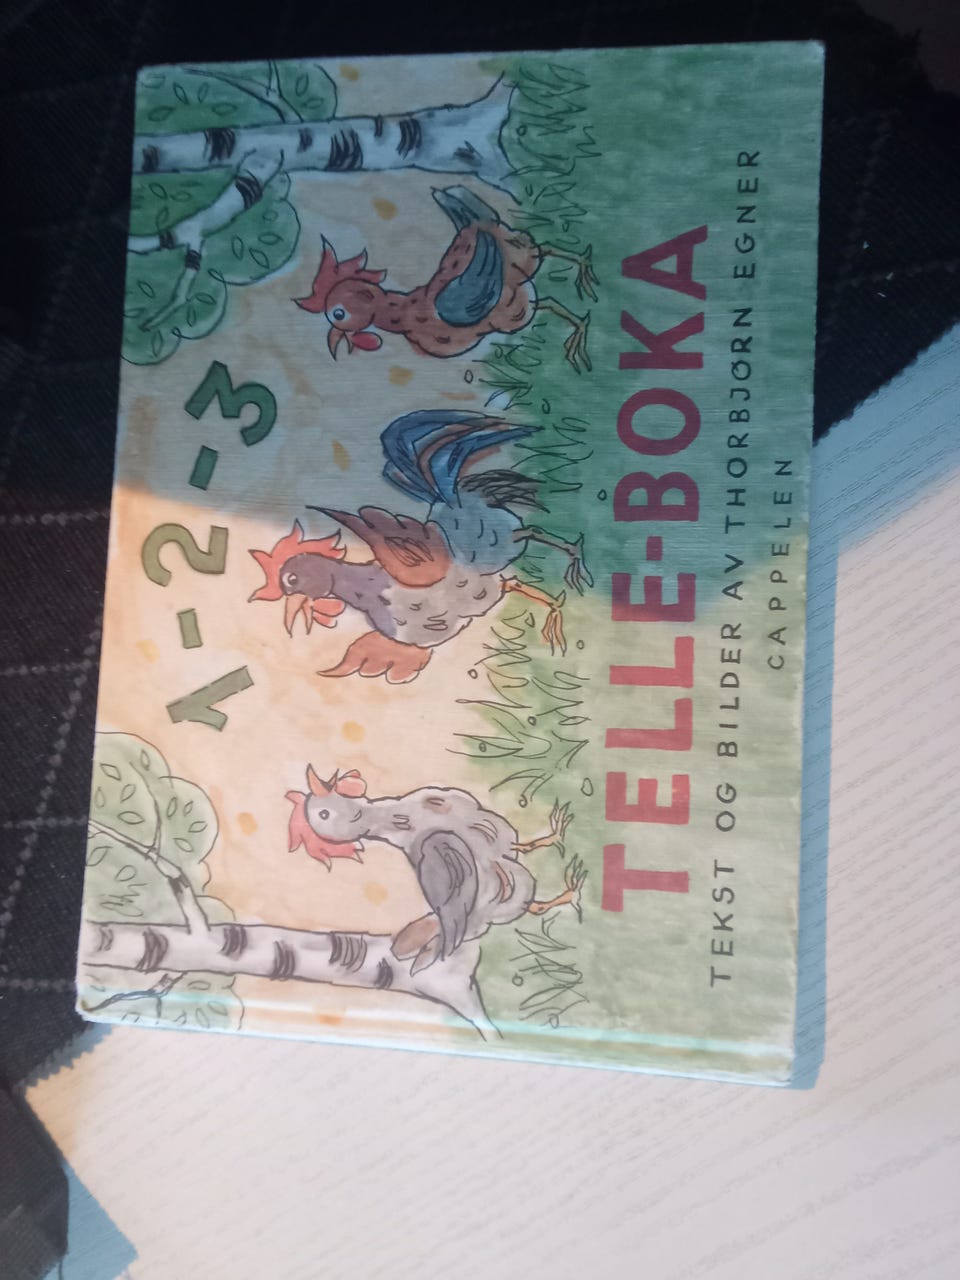 1-2-3
TELLE-BOKA
TEKST OG BILDER AV THORBJØRN EGNER
CAPPELEN